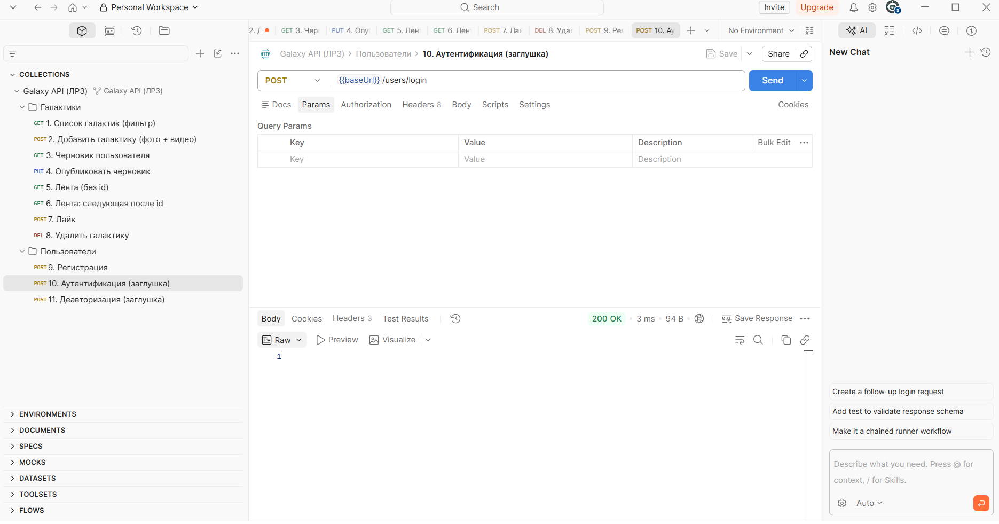 Personal Workspace
Search
Invite
Upgrade
2. Д
GET 3. Черн
PUT 4. Опу
GET 5. Лен
GET 6. Лен
POST 7. Лай
DEL 8. Удал
POST 9. Рег
POST 10. Ау
No Environment
AI
Galaxy API (ЛР3) > Пользователи > 10. Аутентификация (заглушка)
Save
Share
New Chat
COLLECTIONS
Galaxy API (ЛР3) Galaxy API (ЛР3)
Галактики
GET 1. Список галактик (фильтр)
POST 2. Добавить галактику (фото + видео)
GET 3. Черновик пользователя
PUT 4. Опубликовать черновик
GET 5. Лента (без id)
GET 6. Лента: следующая после id
POST 7. Лайк
DEL 8. Удалить галактику
Пользователи
POST 9. Регистрация
POST 10. Аутентификация (заглушка)
POST 11. Деавторизация (заглушка)
ENVIRONMENTS
DOCUMENTS
SPECS
MOCKS
DATASETS
TOOLSETS
FLOWS
HTTP
POST
{{baseUrl}} /users/login
Send
Docs Params Authorization Headers 8 Body Scripts Settings Cookies
Query Params
Key Value Description Bulk Edit
Key Value Description
Body Cookies Headers 3 Test Results 200 OK 3 ms 94 B e.g. Save Response
Raw Preview Visualize
1
Create a follow-up login request
Add test to validate response schema
Make it a chained runner workflow
Describe what you need. Press @ for
context, / for Skills.
Auto